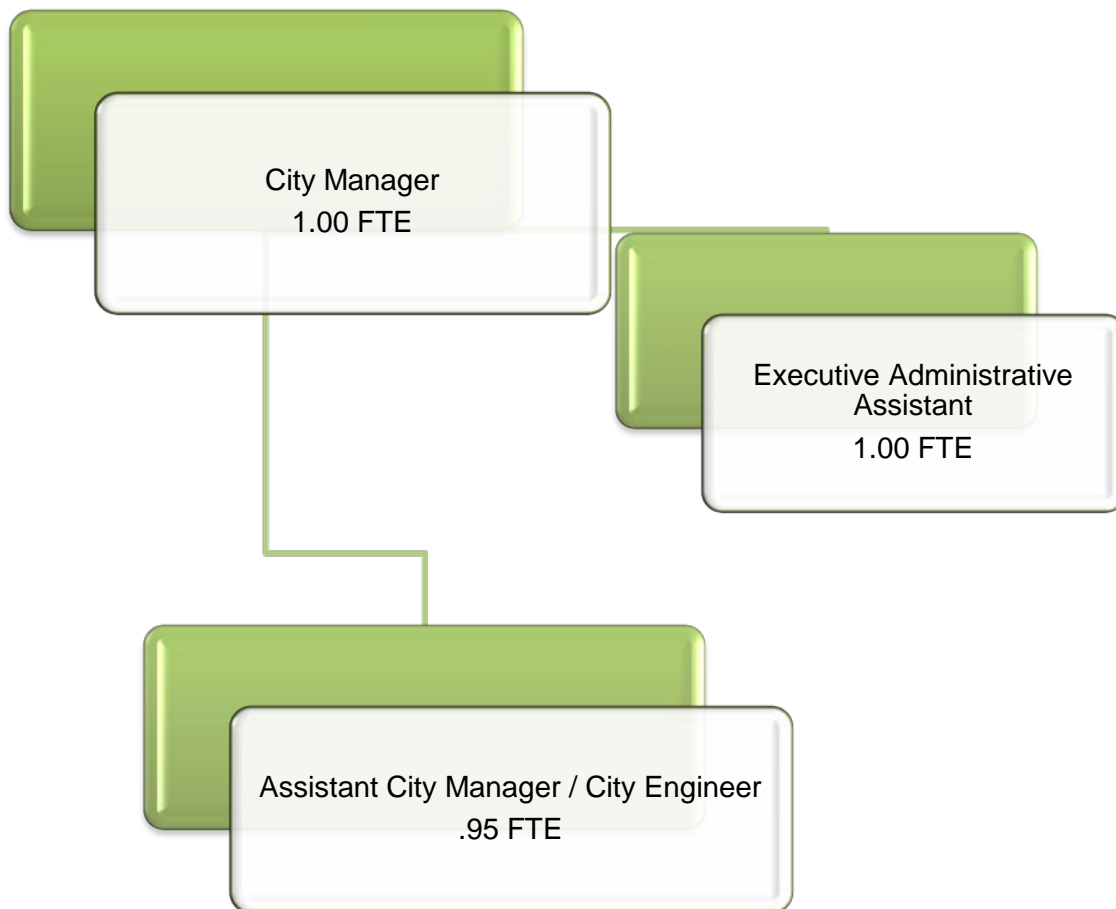 City Manager
1.00 FTE
Executive Administrative
Assistant
1.00 FTE
Assistant City Manager / City Engineer
.95 FTE